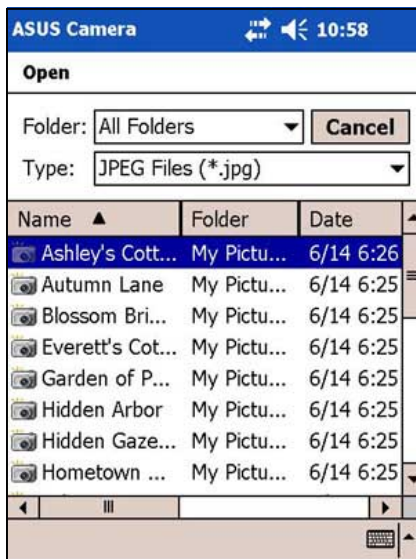 ASUS Camera 10:58
Open
Folder: All Folders Cancel
Type: JPEG Files (*.jpg)
Name Folder Date
Ashley's Cott... My Pictu... 6/14 6:26
Autumn Lane My Pictu... 6/14 6:25
Blossom Bri... My Pictu... 6/14 6:25
Everett's Cot... My Pictu... 6/14 6:25
Garden of P... My Pictu... 6/14 6:25
Hidden Arbor My Pictu... 6/14 6:25
Hidden Gaze... My Pictu... 6/14 6:25
Hometown ... My Pictu... 6/14 6:25